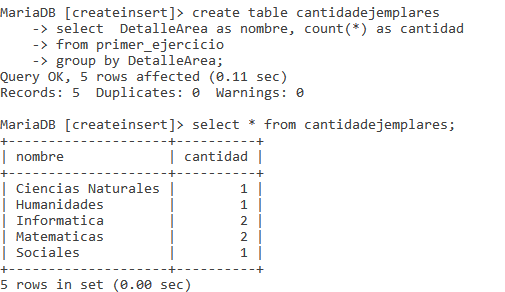 MariaDB [createinsert]> create table cantidadejemplares
    -> select  DetalleArea as nombre, count(*) as cantidad
    -> from primer_ejercicio
    -> group by DetalleArea;
Query OK, 5 rows affected (0.11 sec)
Records: 5  Duplicates: 0  Warnings: 0

MariaDB [createinsert]> select * from cantidadejemplares;
+--------------------+----------+
| nombre             | cantidad |
+--------------------+----------+
| Ciencias Naturales |        1 |
| Humanidades        |        1 |
| Informatica        |        2 |
| Matematicas        |        2 |
| Sociales           |        1 |
+--------------------+----------+
5 rows in set (0.00 sec)